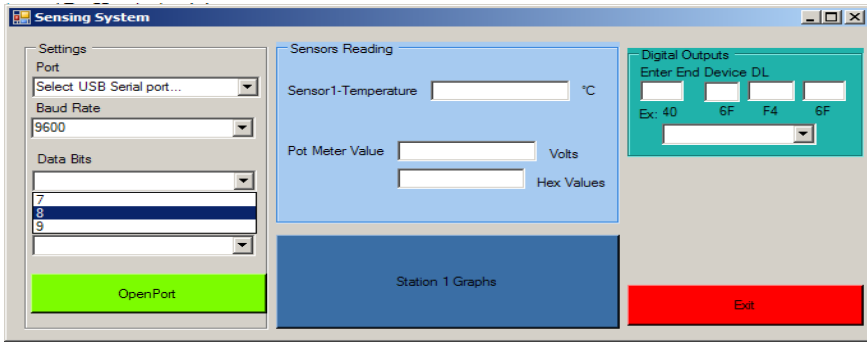 Sensing System
Settings
Port
Select USB Serial port...
Baud Rate
9600
Data Bits
7
8
9
OpenPort
Sensors Reading
Sensor1-Temperature °C
Pot Meter Value Volts
Hex Values
Station 1 Graphs
Digital Outputs
Enter End Device DL
Ex: 40 6F F4 6F
Exit